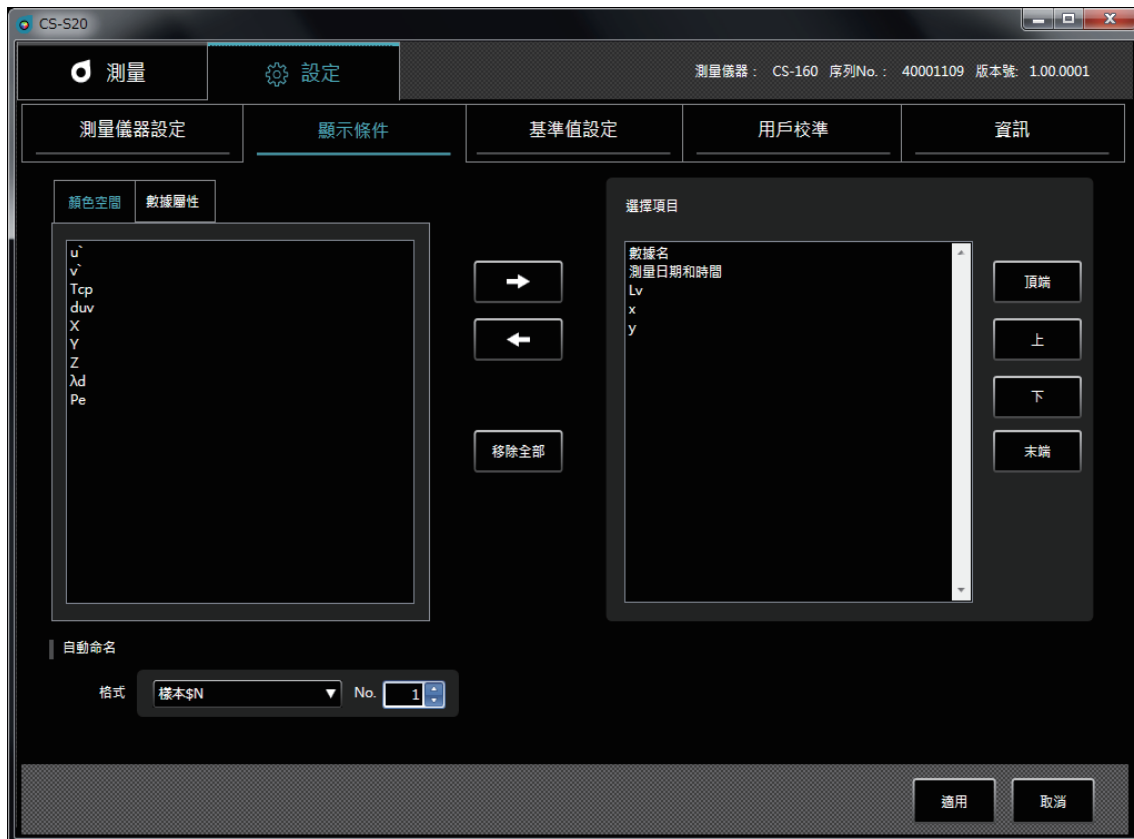 CS-S20
測量
設定
測量儀器： CS-160 序列No.： 40001109 版本號: 1.00.0001
測量儀器設定
顯示條件
基準值設定
用戶校準
資訊
顏色空間
數據屬性
u`
v`
Tcp
duv
X
Y
Z
λd
Pe
移除全部
選擇項目
數據名
測量日期和時間
Lv
x
y
頂端
上
下
末端
自動命名
格式 樣本$N No. 1
適用
取消